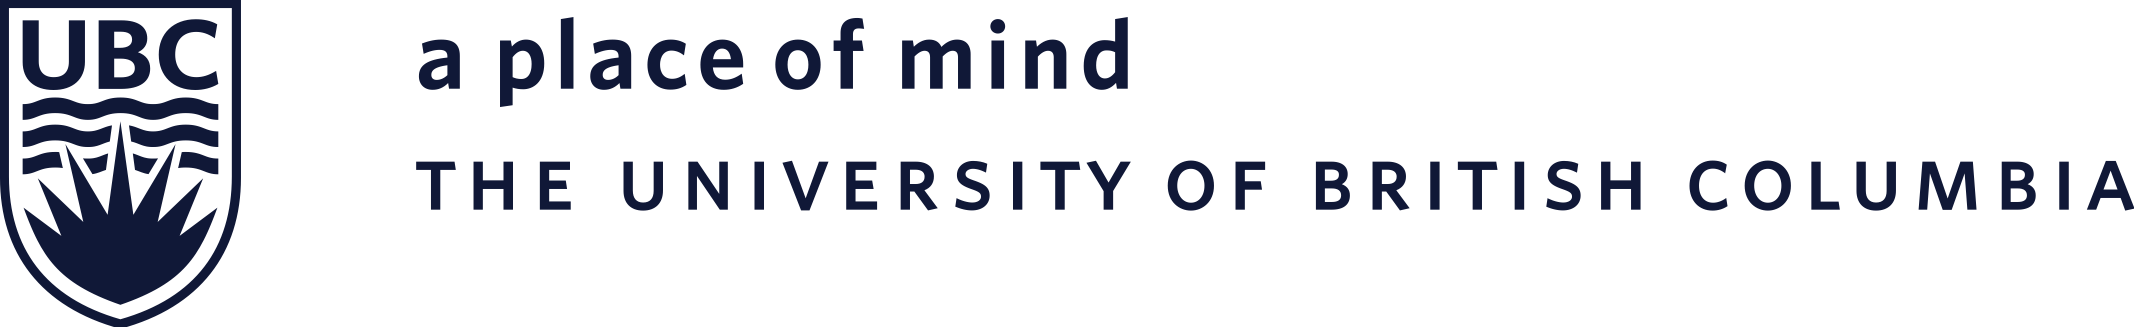 UBC
a place of mind
THE UNIVERSITY OF BRITISH COLUMBIA